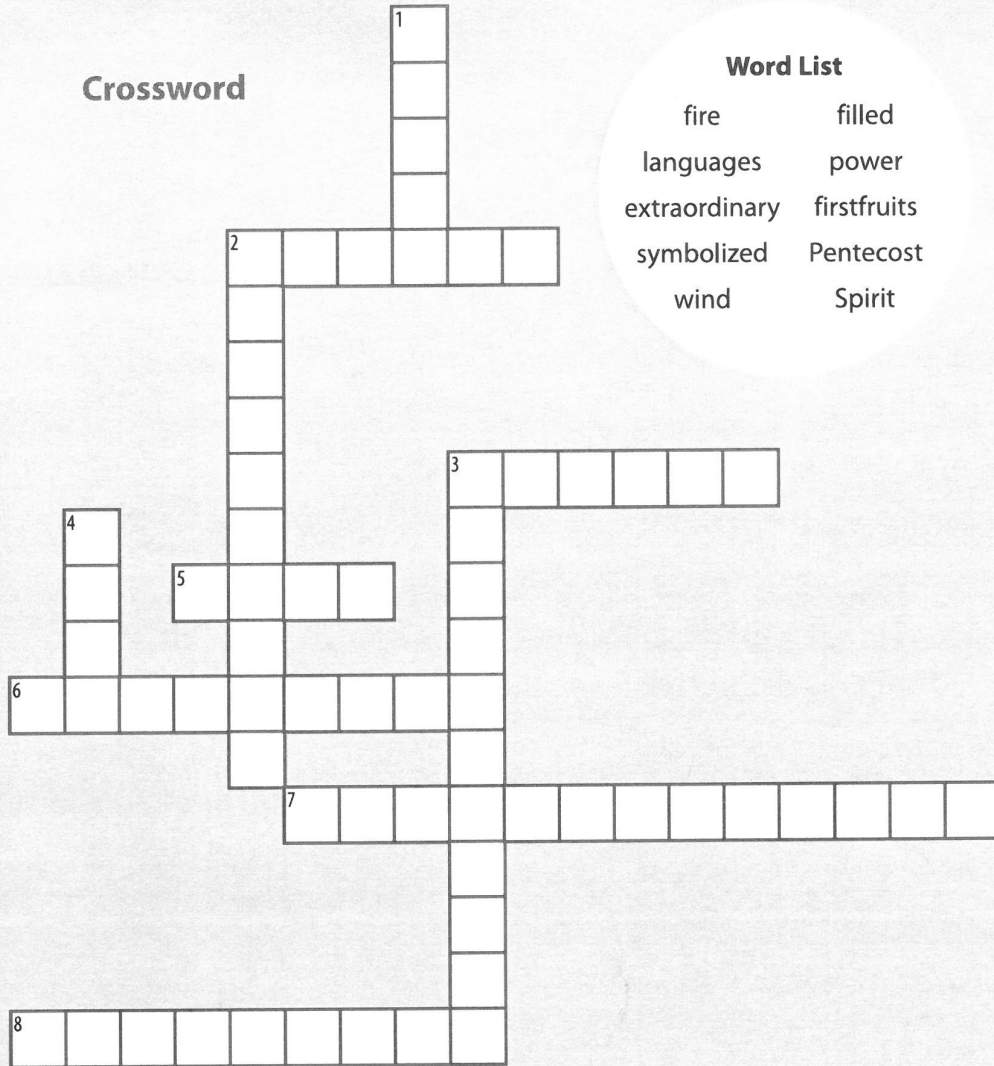 1
Crossword
Word List
fire filled
languages power
extraordinary firstfruits
symbolized Pentecost
wind Spirit
2
3
4
5
6
7
8